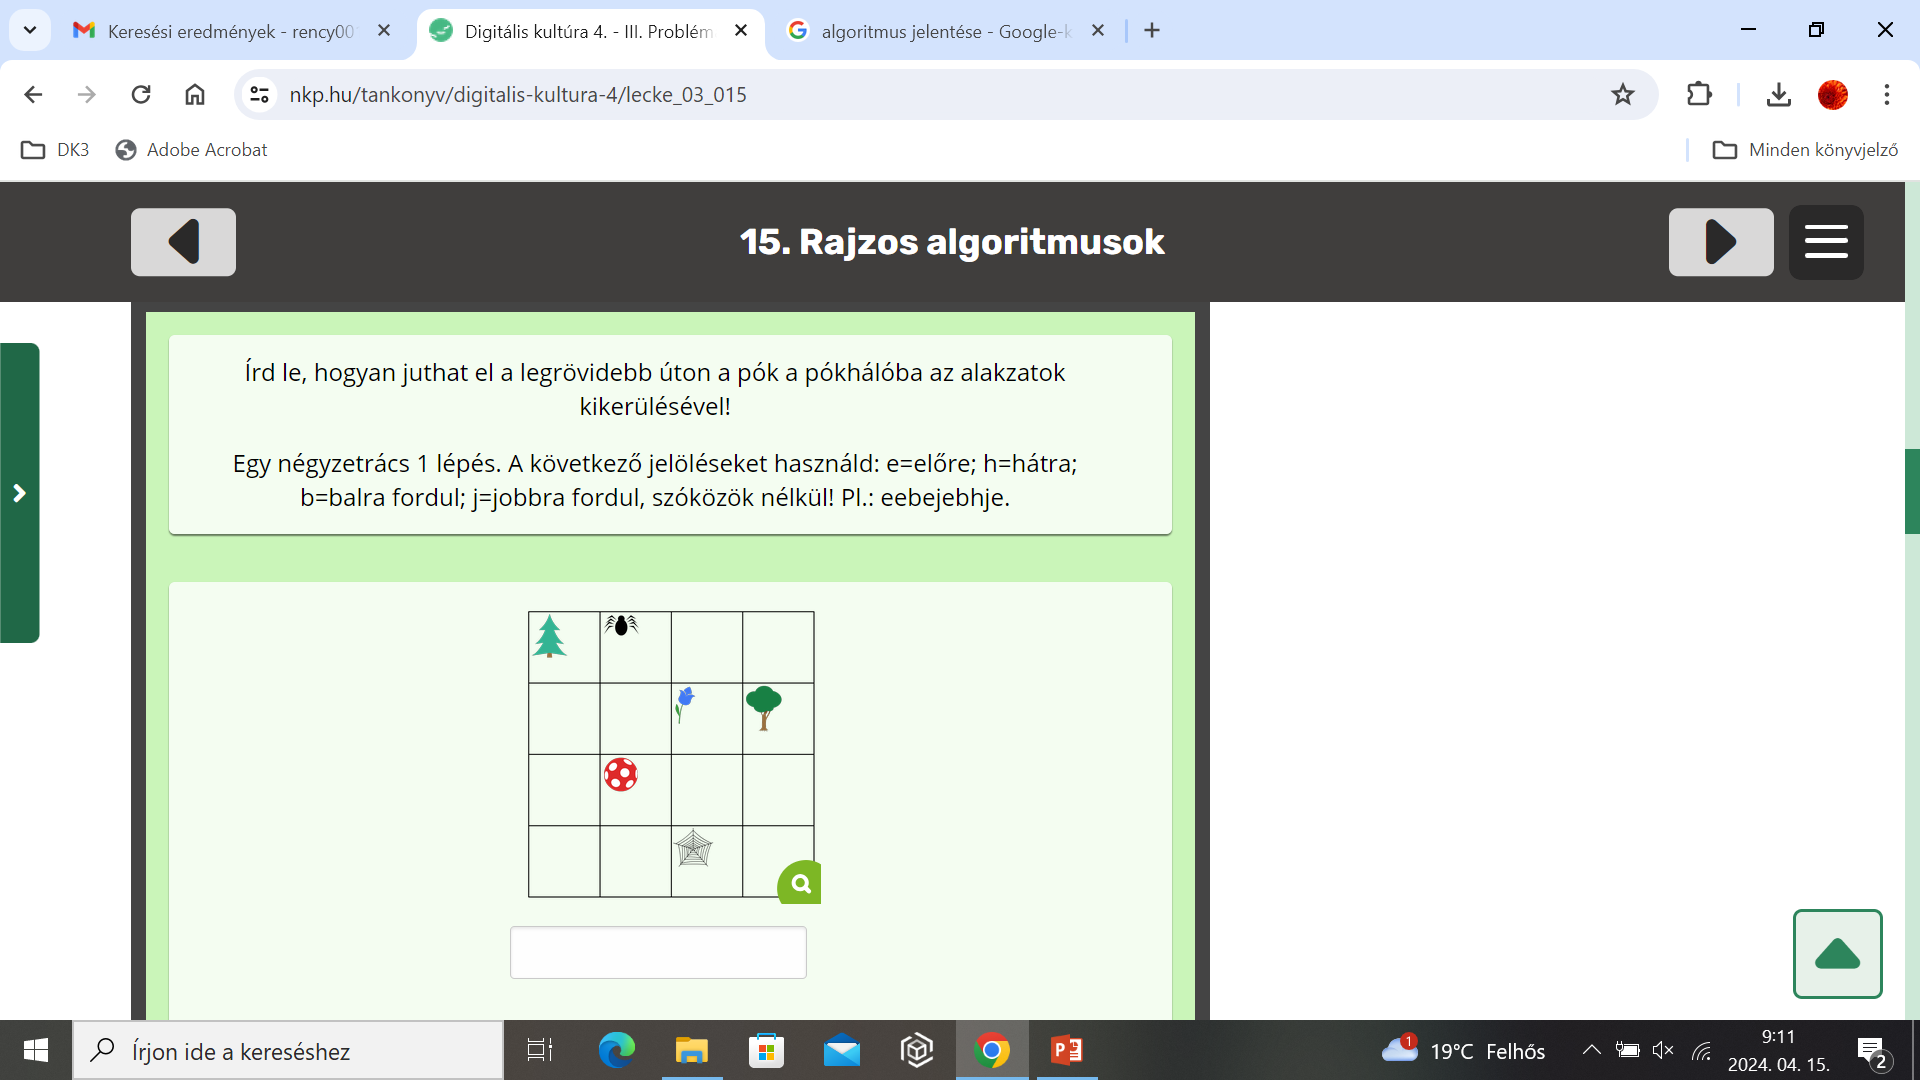 Keresési eredmények - rency00
Digitális kultúra 4. - III. Problém
algoritmus jelentése - Google-k
nkp.hu/tankonyv/digitalis-kultura-4/lecke_03_015
DK3
Adobe Acrobat
Minden könyvjelző
15. Rajzos algoritmusok
Írd le, hogyan juthat el a legrövidebb úton a pók a pókhálóba az alakzatok
kikerülésével!
Egy négyzetrács 1 lépés. A következő jelöléseket használd: e=előre; h=hátra;
b=balra fordul; j=jobbra fordul, szóközök nélkül! Pl.: eebejebhje.
Írjon ide a kereséshez
1
19°C Felhős
9:11
2024. 04. 15.
2